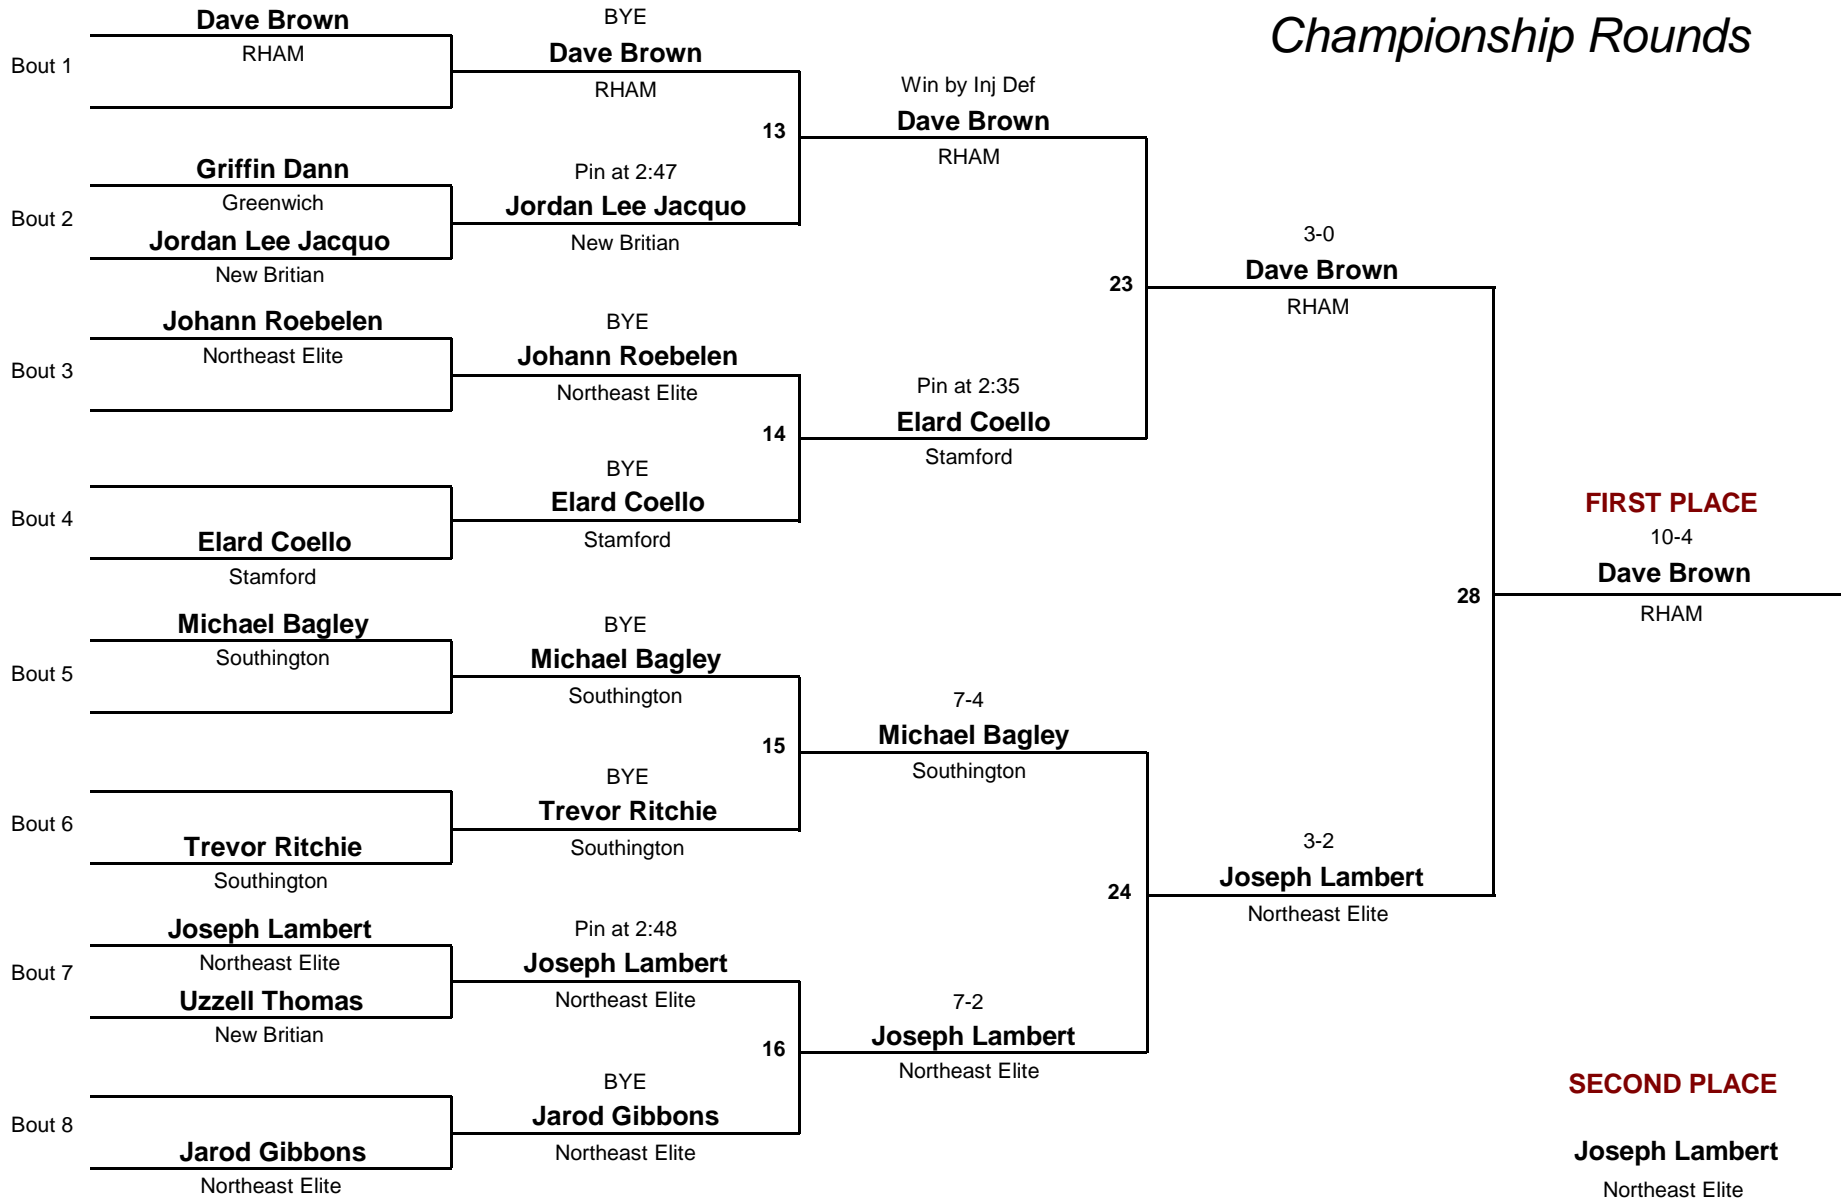 Championship Rounds
Bout 1
Dave Brown
RHAM
Bout 2
Griffin Dann
Greenwich
Jordan Lee Jacquo
New Britian
Bout 3
Johann Roebelen
Northeast Elite
Bout 4
Elard Coello
Stamford
Bout 5
Michael Bagley
Southington
Bout 6
Trevor Ritchie
Southington
Bout 7
Joseph Lambert
Northeast Elite
Uzzell Thomas
New Britian
Bout 8
Jarod Gibbons
Northeast Elite
BYE
Dave Brown
RHAM
13
Pin at 2:47
Jordan Lee Jacquo
New Britian
BYE
Johann Roebelen
Northeast Elite
14
BYE
Elard Coello
Stamford
BYE
Michael Bagley
Southington
15
BYE
Trevor Ritchie
Southington
Pin at 2:48
Joseph Lambert
Northeast Elite
16
BYE
Jarod Gibbons
Northeast Elite
Win by Inj Def
Dave Brown
RHAM
23
Pin at 2:35
Elard Coello
Stamford
7-4
Michael Bagley
Southington
24
7-2
Joseph Lambert
Northeast Elite
3-0
Dave Brown
RHAM
28
3-2
Joseph Lambert
Northeast Elite
FIRST PLACE
10-4
Dave Brown
RHAM
SECOND PLACE
Joseph Lambert
Northeast Elite